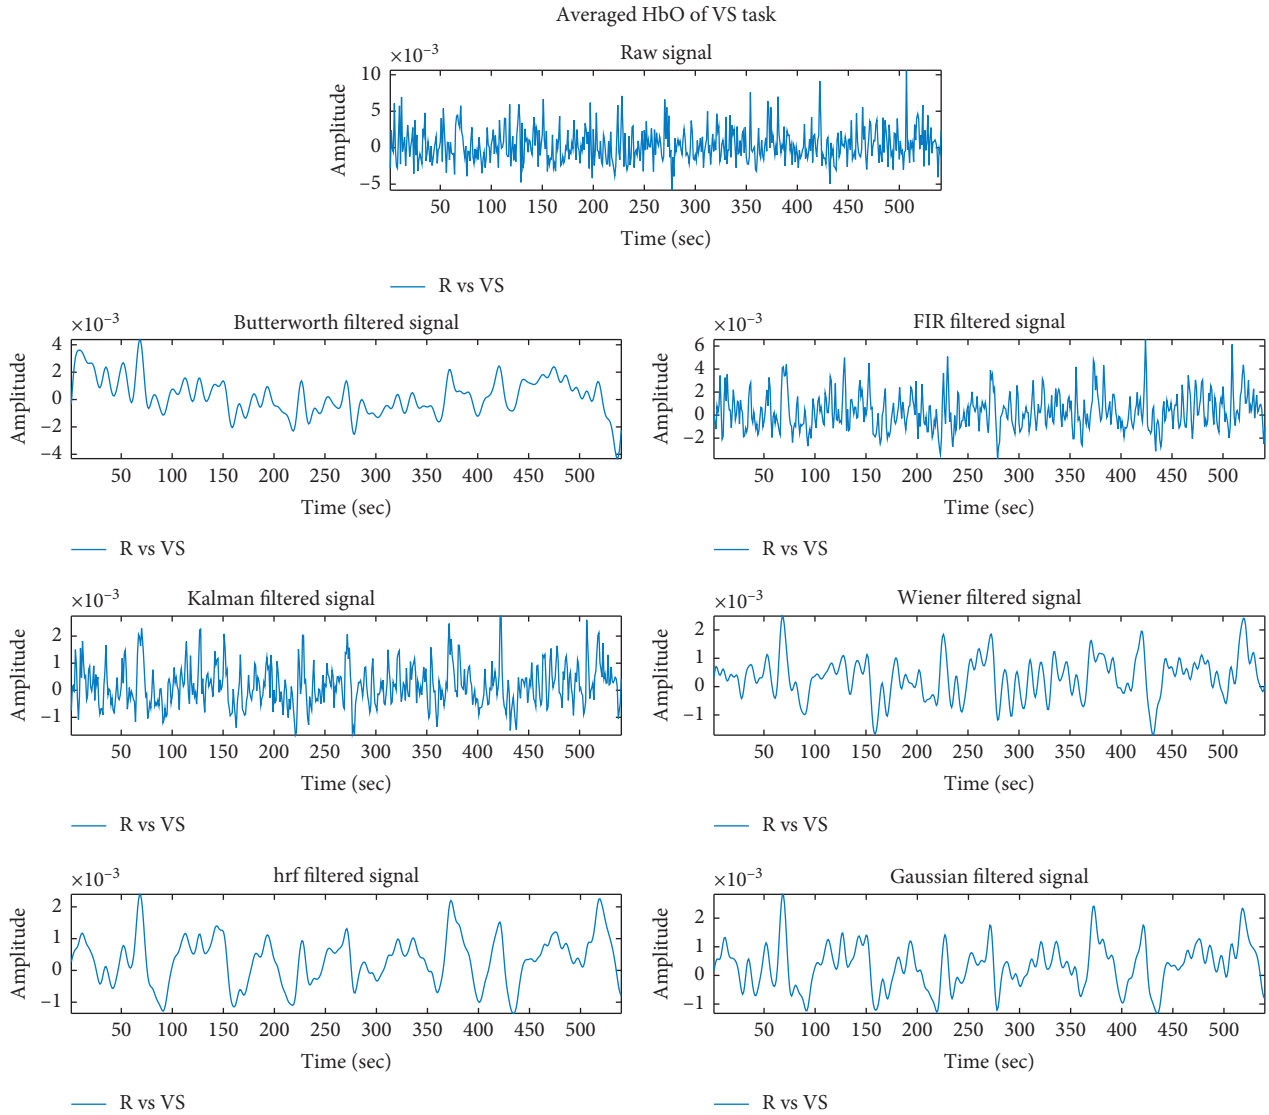 Averaged HbO of VS task
Raw signal
×10⁻³
Amplitude
10
5
0
−5
50 100 150 200 250 300 350 400 450 500
Time (sec)
R vs VS
Butterworth filtered signal
×10⁻³
Amplitude
4
2
0
−2
−4
50 100 150 200 250 300 350 400 450 500
Time (sec)
R vs VS
FIR filtered signal
×10⁻³
Amplitude
6
4
2
0
−2
50 100 150 200 250 300 350 400 450 500
Time (sec)
R vs VS
Kalman filtered signal
×10⁻³
Amplitude
2
1
0
−1
50 100 150 200 250 300 350 400 450 500
Time (sec)
R vs VS
Wiener filtered signal
×10⁻³
Amplitude
2
1
0
−1
50 100 150 200 250 300 350 400 450 500
Time (sec)
R vs VS
hrf filtered signal
×10⁻³
Amplitude
2
1
0
−1
50 100 150 200 250 300 350 400 450 500
Time (sec)
R vs VS
Gaussian filtered signal
×10⁻³
Amplitude
2
1
0
−1
50 100 150 200 250 300 350 400 450 500
Time (sec)
R vs VS